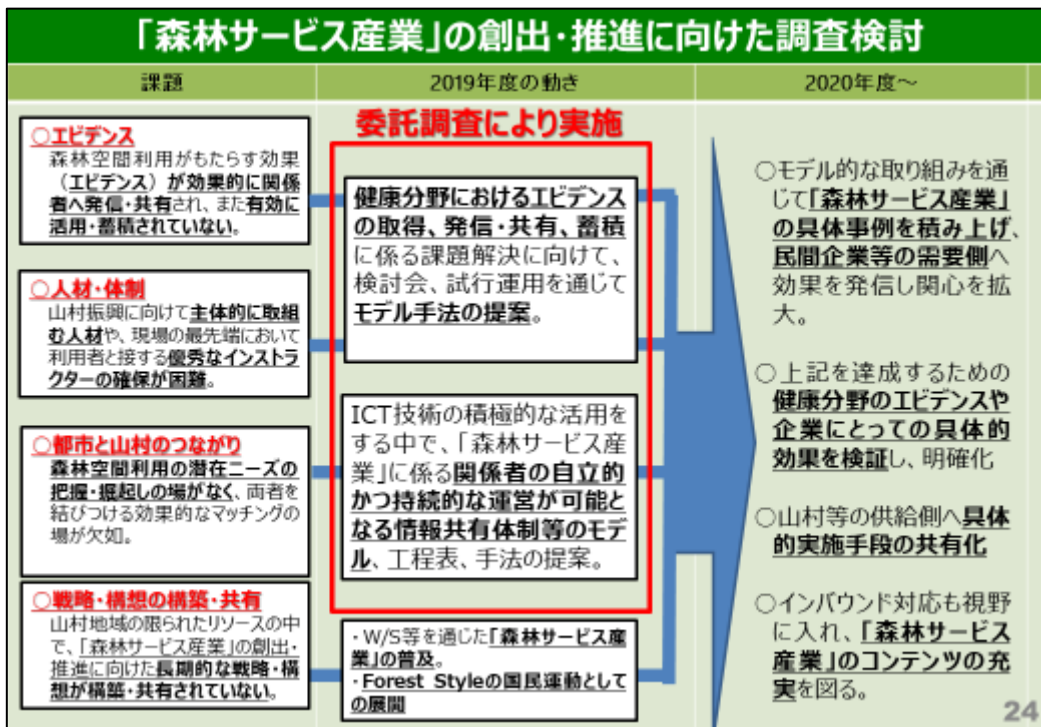 「森林サービス産業」の創出・推進に向けた調査検討
課題
2019年度の動き
2020年度～
○エビデンス
森林空間利用がもたらす効果
（エビデンス）が効果的に関係
者へ発信・共有され、また有効に
活用・蓄積されていない。
○人材・体制
山村振興に向けて主体的に取組
む人材や、現場の最先端において
利用者と接する優秀なインストラ
クターの確保が困難。
○都市と山村のつながり
森林空間利用の潜在ニーズの
把握・掘起しの場がなく、両者を
結びつける効果的なマッチングの
場が欠如。
○戦略・構想の構築・共有
山村地域の限られたリソースの中
で、「森林サービス産業」の創出・
推進に向けた長期的な戦略・構
想が構築・共有されていない。
委託調査により実施
健康分野におけるエビデンス
の取得、発信・共有、蓄積
に係る課題解決に向けて、
検討会、試行運用を通じて
モデル手法の提案。
ICT技術の積極的な活用を
する中で、「森林サービス産
業」に係る関係者の自立的
かつ持続的な運営が可能と
なる情報共有体制等のモデ
ル、工程表、手法の提案。
・W/S等を通じた「森林サービス産
業」の普及。
・Forest Styleの国民運動として
の展開
○モデル的な取り組みを通
じて「森林サービス産業」
の具体事例を積み上げ、
民間企業等の需要側へ
効果を発信し関心を拡
大。
○上記を達成するための
健康分野のエビデンスや
企業にとっての具体的
効果を検証し、明確化
○山村等の供給側へ具体
的実施手段の共有化
○インバウンド対応も視野
に入れ、「森林サービス
産業」のコンテンツの充
実を図る。
24